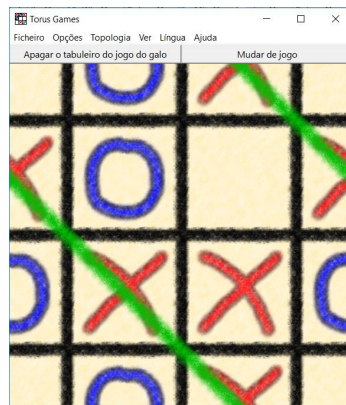 Torus Games
Ficheiro Opções Topologia Ver Língua Ajuda
Apagar o tabuleiro do jogo do galo Mudar de jogo